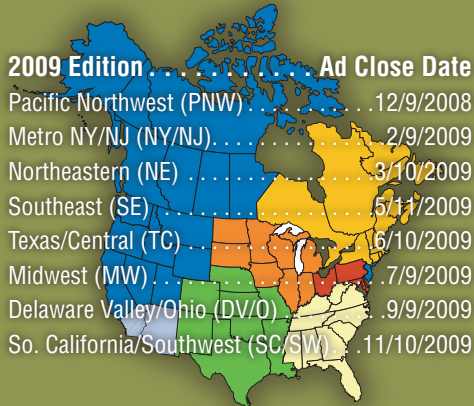 2009 Edition . . . . . . . . . . . Ad Close Date
Pacific Northwest (PNW). . . . . . . . . .12/9/2008
Metro NY/NJ (NY/NJ). . . . . . . . . . . . . . .2/9/2009
Northeastern (NE) . . . . . . . . . . . . . . . 3/10/2009
Southeast (SE) . . . . . . . . . . . . . . . . . . 5/11/2009
Texas/Central (TC) . . . . . . . . . . . . . . . 6/10/2009
Midwest (MW). . . . . . . . . . . . . . . . . . . .7/9/2009
Delaware Valley/Ohio (DV/O) . . . . . . . .9/9/2009
So. California/Southwest (SC/SW). . .11/10/2009